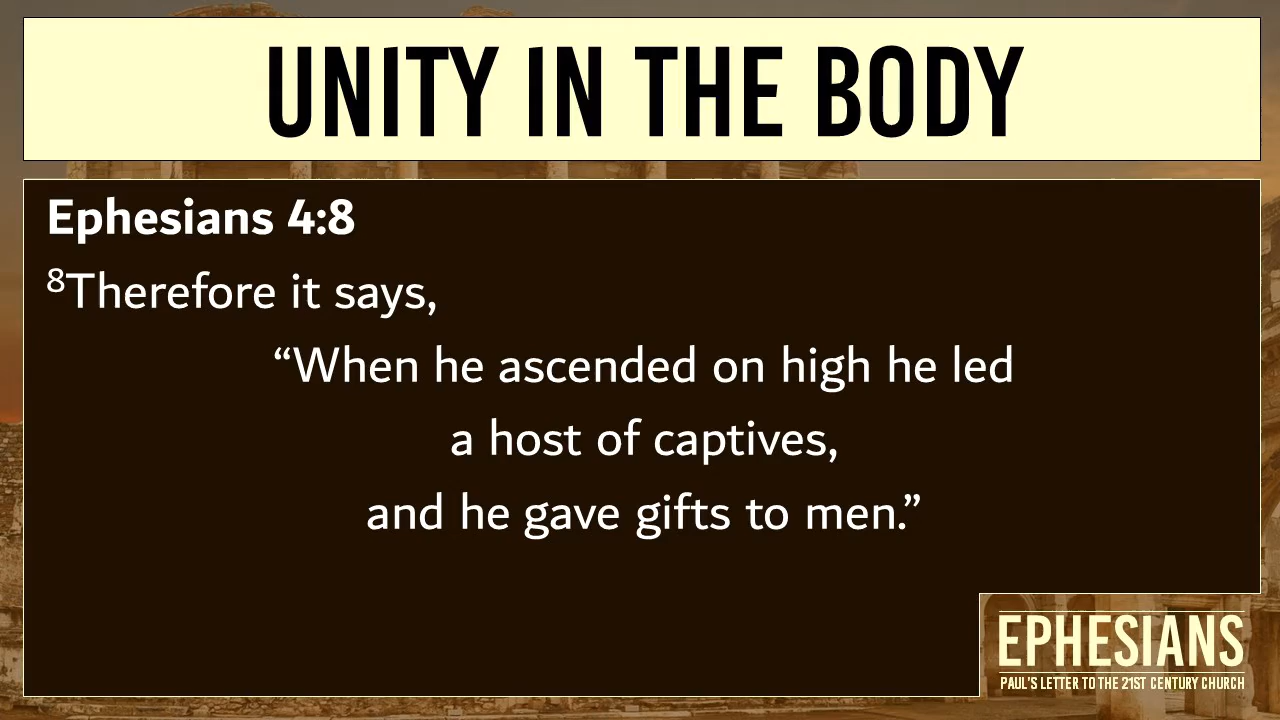 UNITY IN THE BODY
Ephesians 4:8
⁸Therefore it says,
“When he ascended on high he led
a host of captives,
and he gave gifts to men.”
EPHESIANS
PAUL'S LETTER TO THE 21ST CENTURY CHURCH